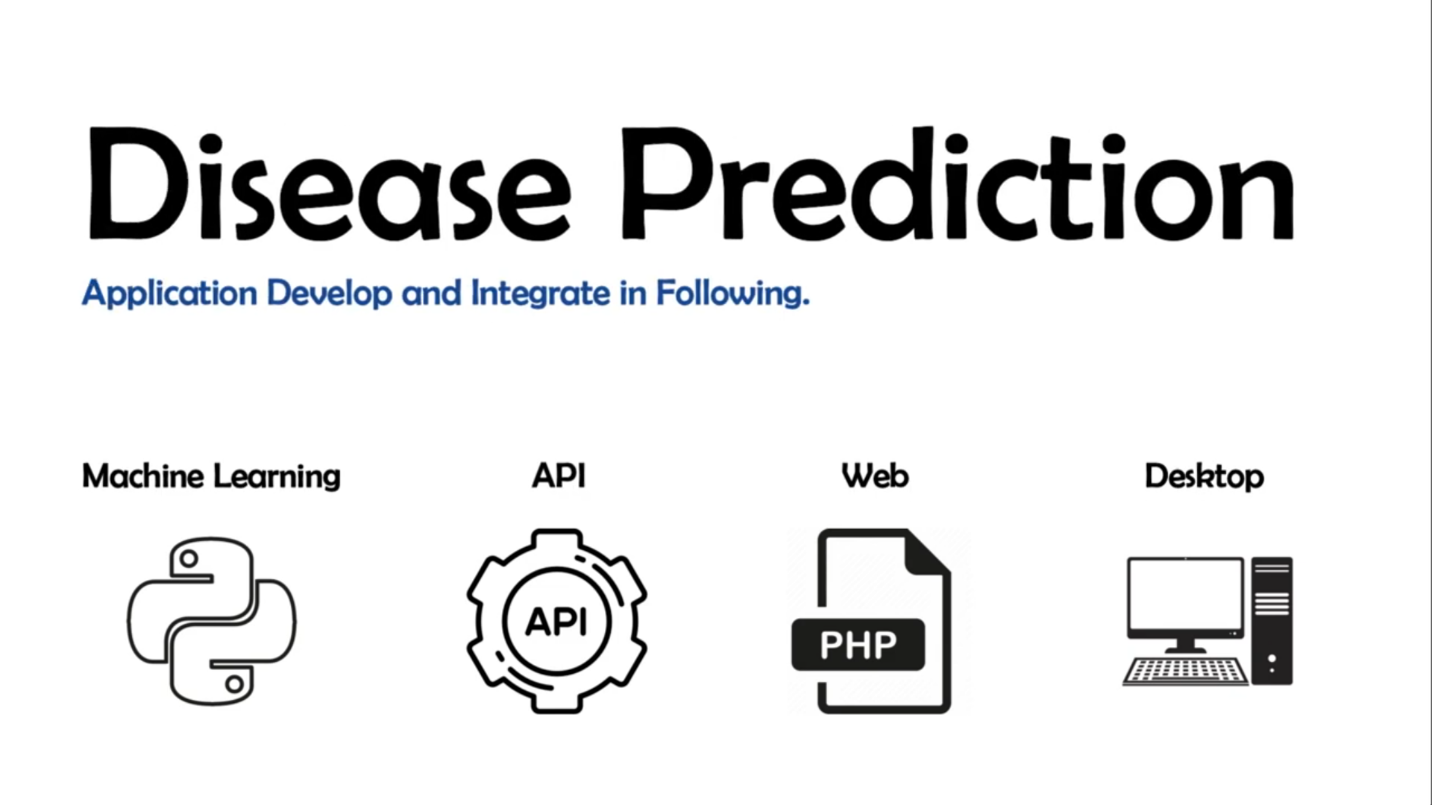 Disease Prediction
Application Develop and Integrate in Following.
Machine Learning
API
Web
Desktop
API
PHP